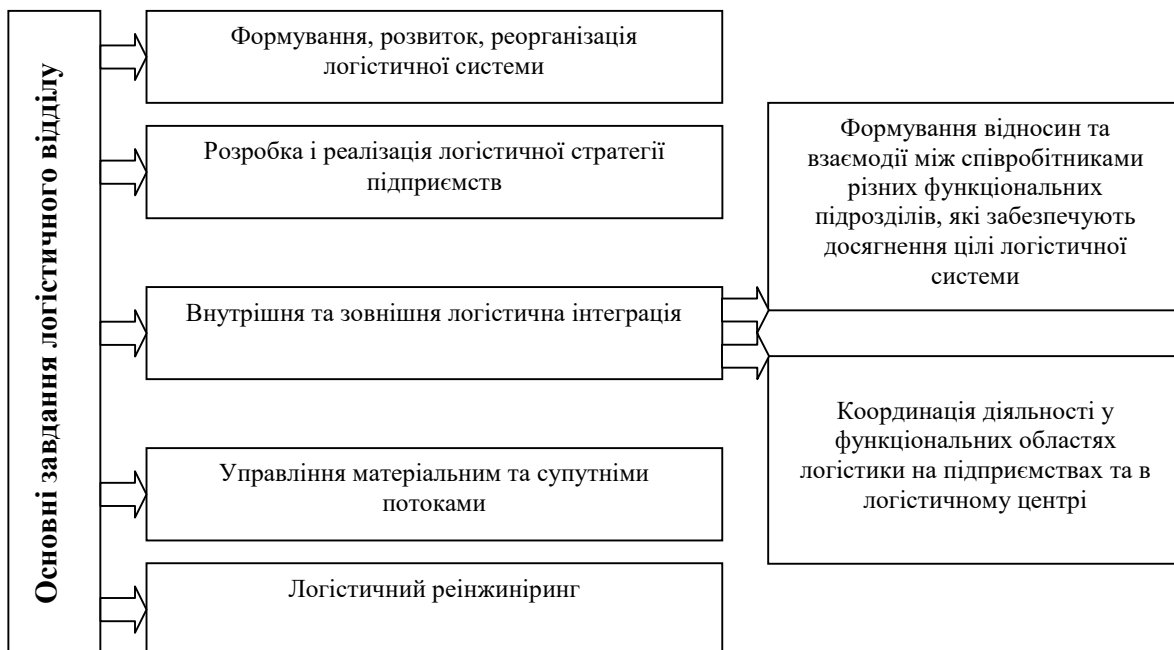 Основні завдання логістичного відділу
Формування, розвиток, реорганізація
логістичної системи
Розробка і реалізація логістичної стратегії
підприємств
Внутрішня та зовнішня логістична інтеграція
Управління матеріальним та супутніми
потоками
Логістичний реінжиніринг
Формування відносин та
взаємодії між співробітниками
різних функціональних
підрозділів, які забезпечують
досягнення цілі логістичної
системи
Координація діяльності у
функціональних областях
логістики на підприємствах та в
логістичному центрі